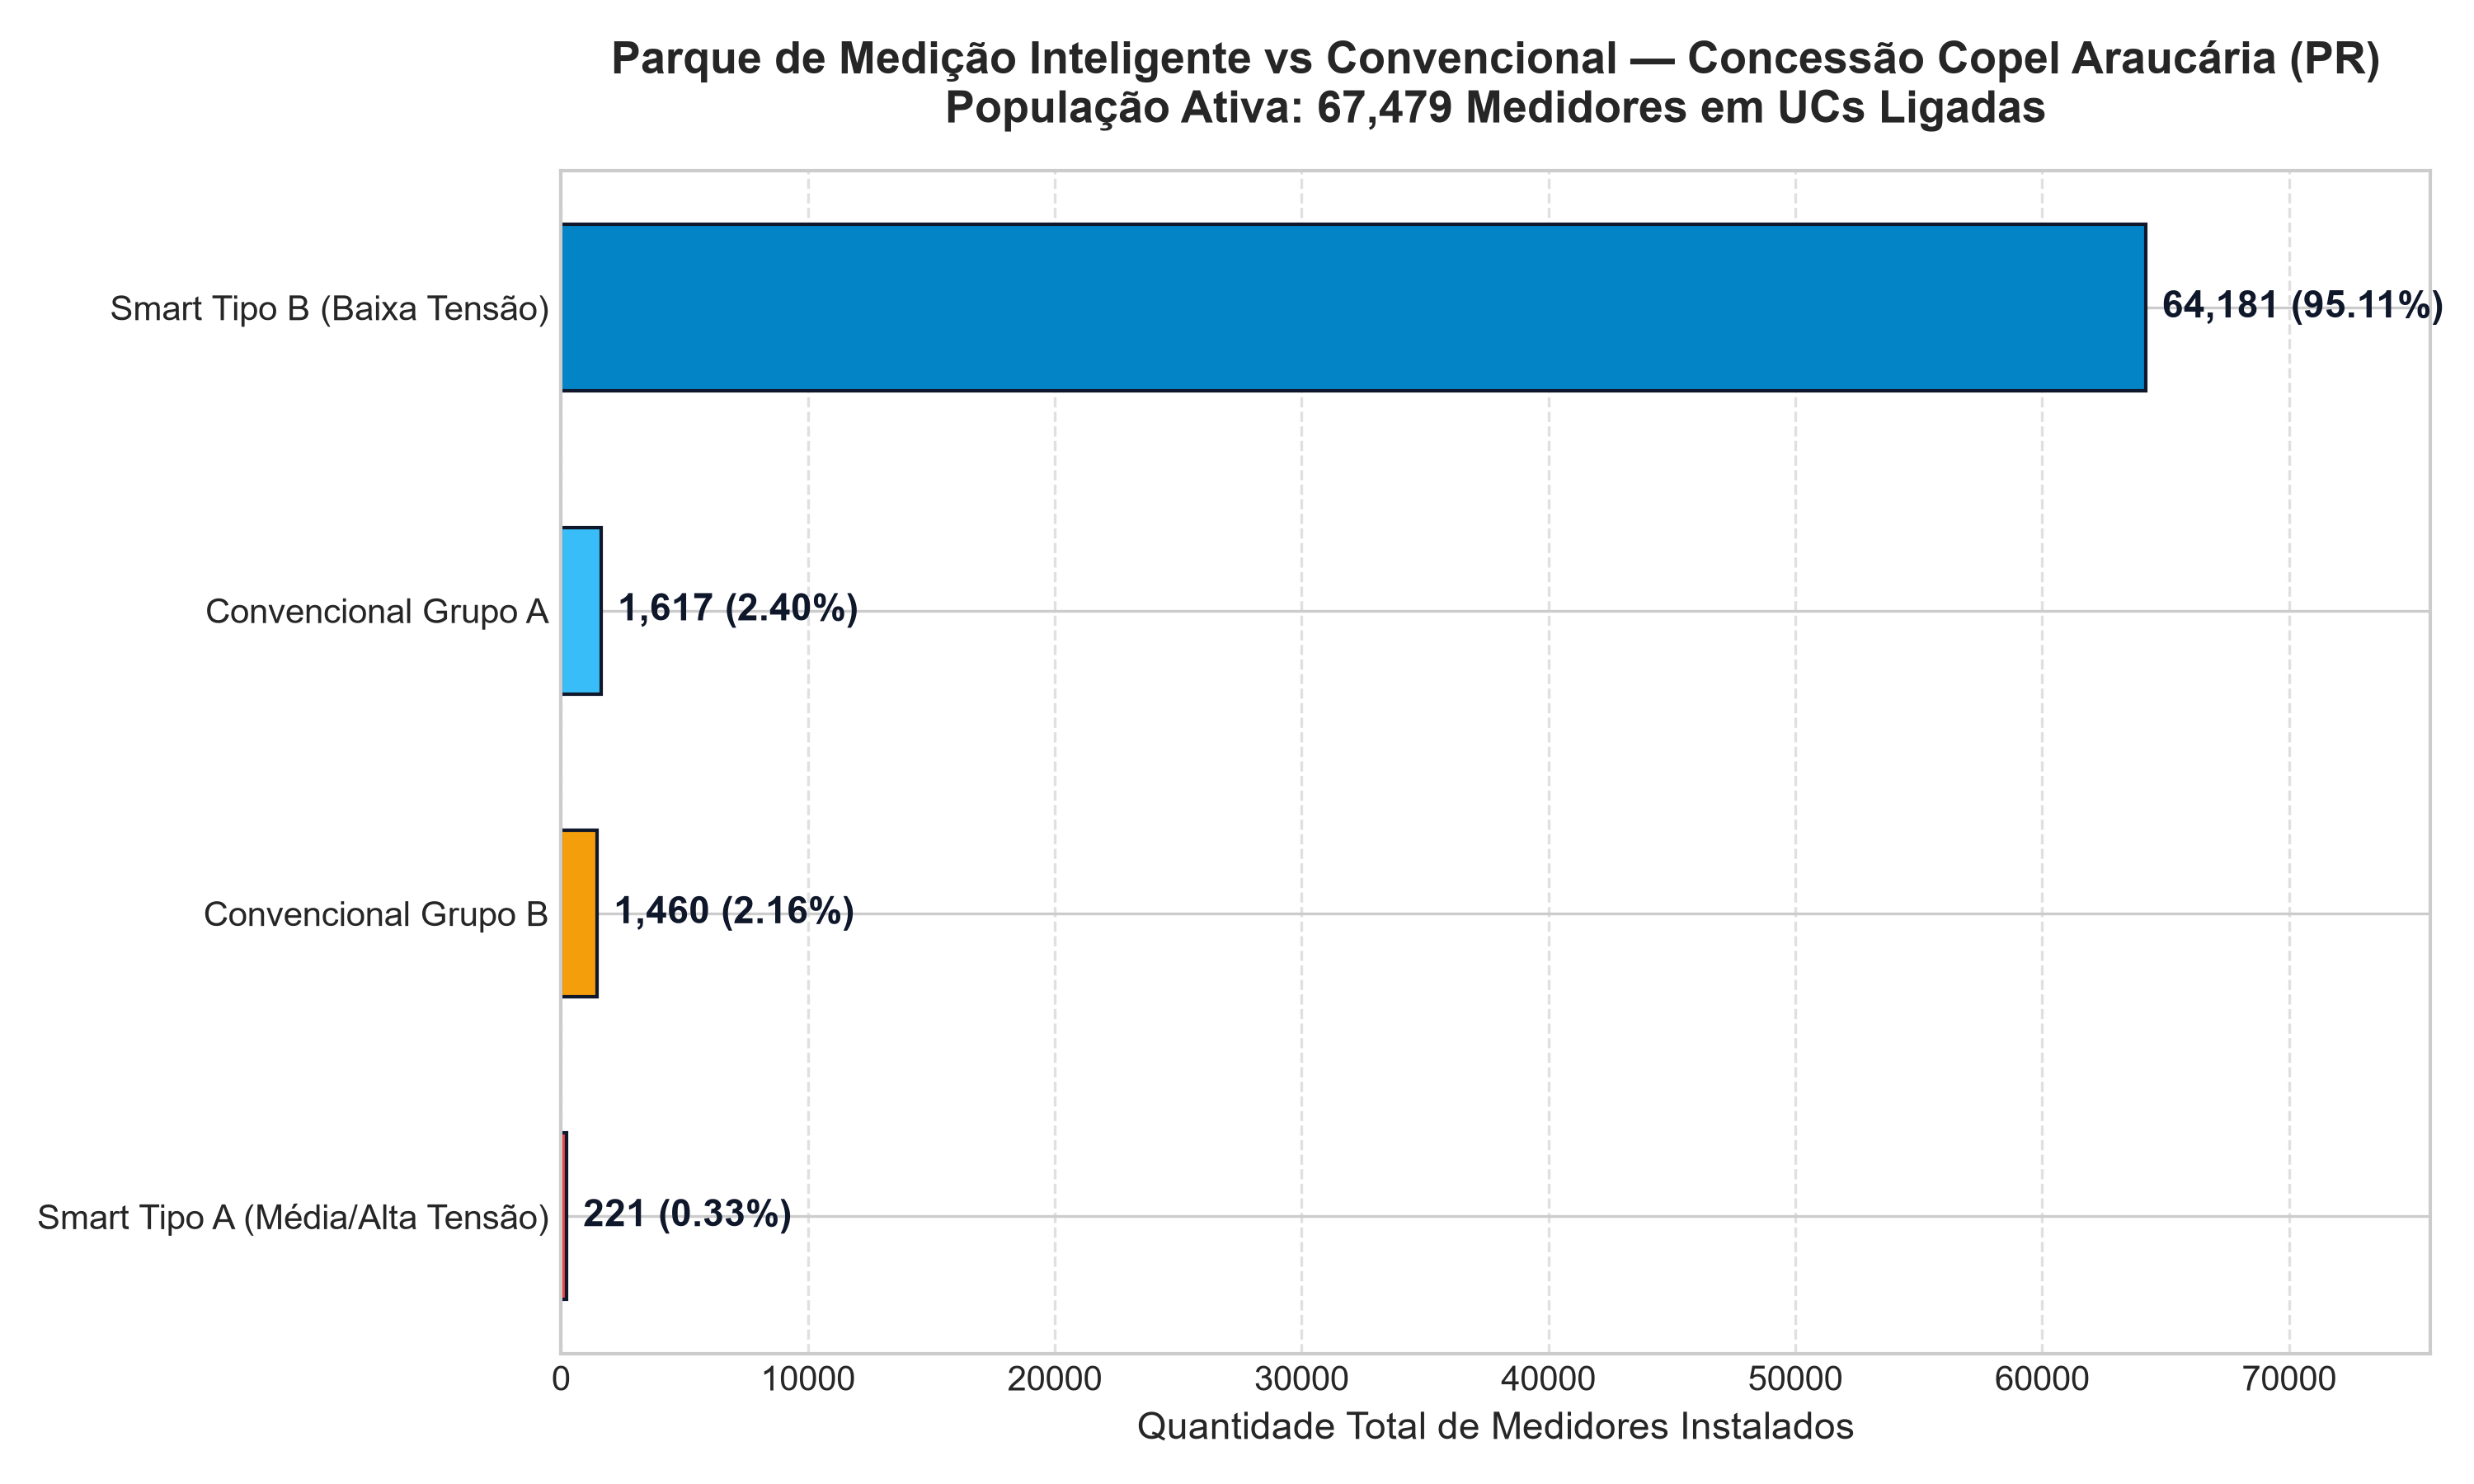 Parque de Medição Inteligente vs Convencional — Concessão Copel Araucária (PR)
População Ativa: 67,479 Medidores em UCs Ligadas
Smart Tipo B (Baixa Tensão)
64,181 (95.11%)
Convencional Grupo A
1,617 (2.40%)
Convencional Grupo B
1,460 (2.16%)
Smart Tipo A (Média/Alta Tensão)
221 (0.33%)
0 10000 20000 30000 40000 50000 60000 70000
Quantidade Total de Medidores Instalados